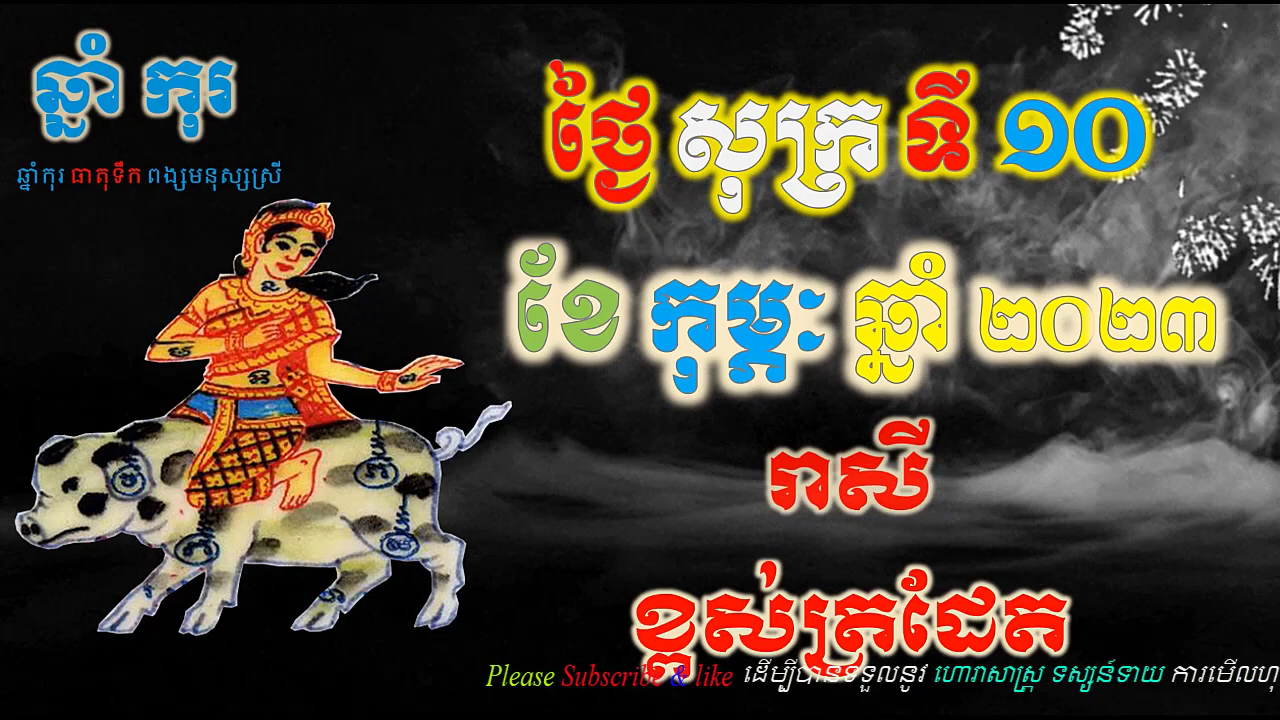 ឆ្នាំ កុរ
ឆ្នាំកុរ ធាតុទឹក ពង្សមនុស្សស្រី
ថ្ងៃ សុក្រ ទី ១០
ខែ កុម្ភៈ ឆ្នាំ ២០២៣
រាសី
ខ្ពស់ត្រដែត
Please Subscribe & like ដើម្បីបានទទួលនូវ ហោរាសាស្ត្រ ទស្សន៍ទាយ ការមើលហុ